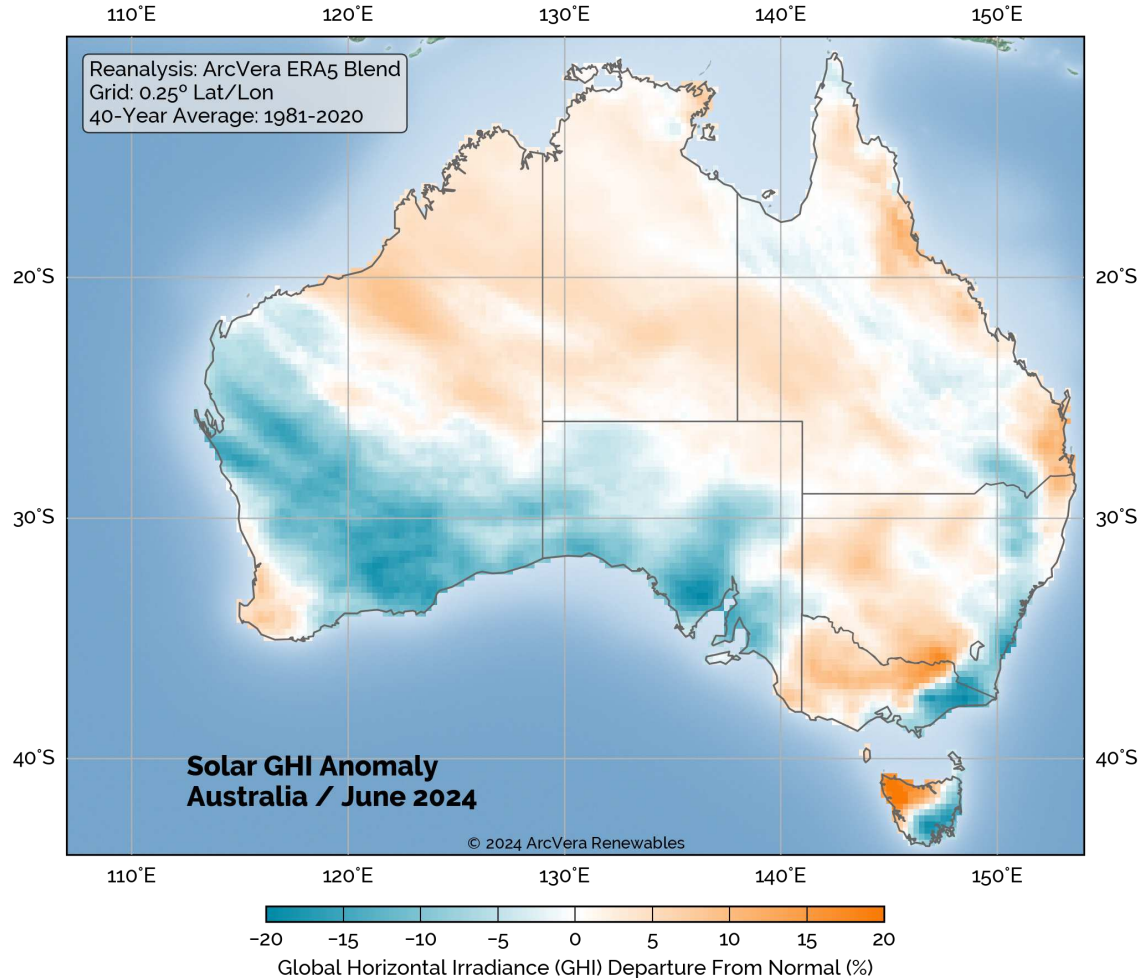 110°E 120°E 130°E 140°E 150°E
Reanalysis: ArcVera ERA5 Blend
Grid: 0.25º Lat/Lon
40-Year Average: 1981-2020
20°S 20°S
30°S 30°S
40°S 40°S
Solar GHI Anomaly
Australia / June 2024
© 2024 ArcVera Renewables
110°E 120°E 130°E 140°E 150°E
−20 −15 −10 −5 0 5 10 15 20
Global Horizontal Irradiance (GHI) Departure From Normal (%)